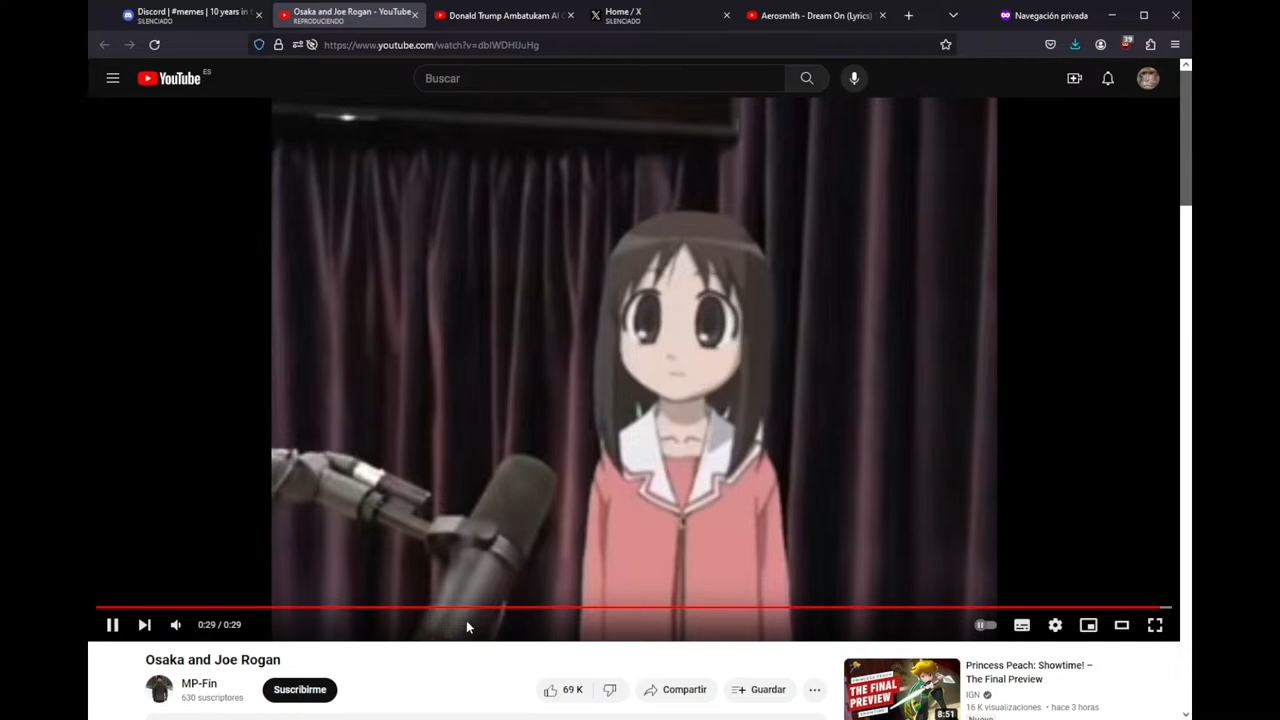 Discord | #memes | 10 years in t
SILENCIADO
Osaka and Joe Rogan - YouTube
REPRODUCIENDO
Donald Trump Ambatukam AI
Home / X
SILENCIADO
Aerosmith - Dream On (Lyrics)
Navegación privada
https://www.youtube.com/watch?v=dbIWDHlJuHg
39
YouTube ES
Buscar
0:29 / 0:29
Osaka and Joe Rogan
MP-Fin
630 suscriptores
Suscribirme
69 K
Compartir
Guardar
THE FINAL
PREVIEW
8:51
Princess Peach: Showtime! –
The Final Preview
IGN
16 K visualizaciones • hace 3 horas
Nuevo